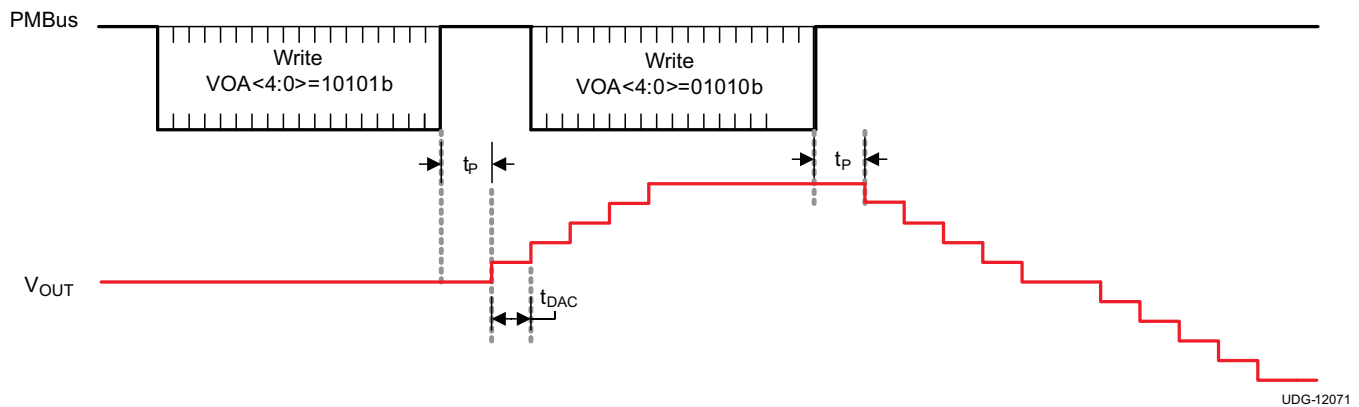 PMBus
Write
VOA<4:0>=10101b
Write
VOA<4:0>=01010b
tP
tP
VOUT
tDAC
UDG-12071